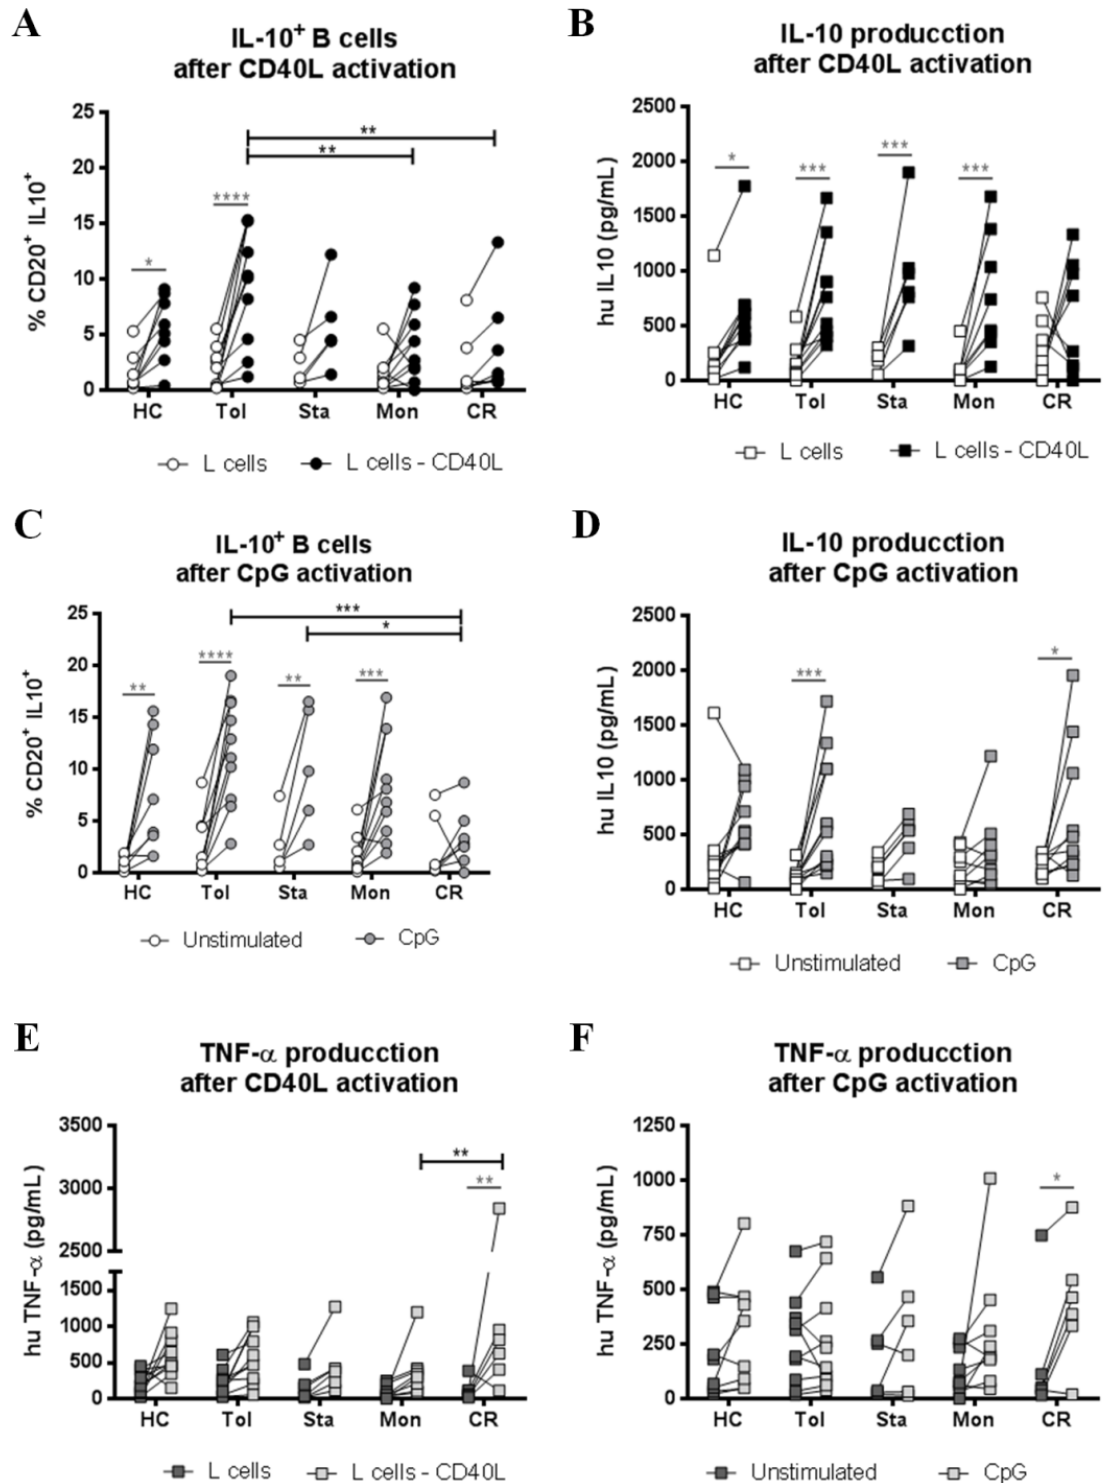 A
IL-10+ B cells
after CD40L activation
% CD20+ IL10+
25
20
15
10
5
0
**
**
*
****
HC Tol Sta Mon CR
L cells L cells - CD40L
B
IL-10 producction
after CD40L activation
hu IL10 (pg/mL)
2500
2000
1500
1000
500
0
*
***
***
***
HC Tol Sta Mon CR
L cells L cells - CD40L
C
IL-10+ B cells
after CpG activation
% CD20+ IL10+
25
20
15
10
5
0
***
*
**
****
**
***
HC Tol Sta Mon CR
Unstimulated CpG
D
IL-10 producction
after CpG activation
hu IL10 (pg/mL)
2500
2000
1500
1000
500
0
***
*
HC Tol Sta Mon CR
Unstimulated CpG
E
TNF-α producction
after CD40L activation
hu TNF-α (pg/mL)
3500
3000
2500
1500
1000
500
0
**
**
HC Tol Sta Mon CR
L cells L cells - CD40L
F
TNF-α producction
after CpG activation
hu TNF-α (pg/mL)
1250
1000
750
500
250
0
*
HC Tol Sta Mon CR
Unstimulated CpG